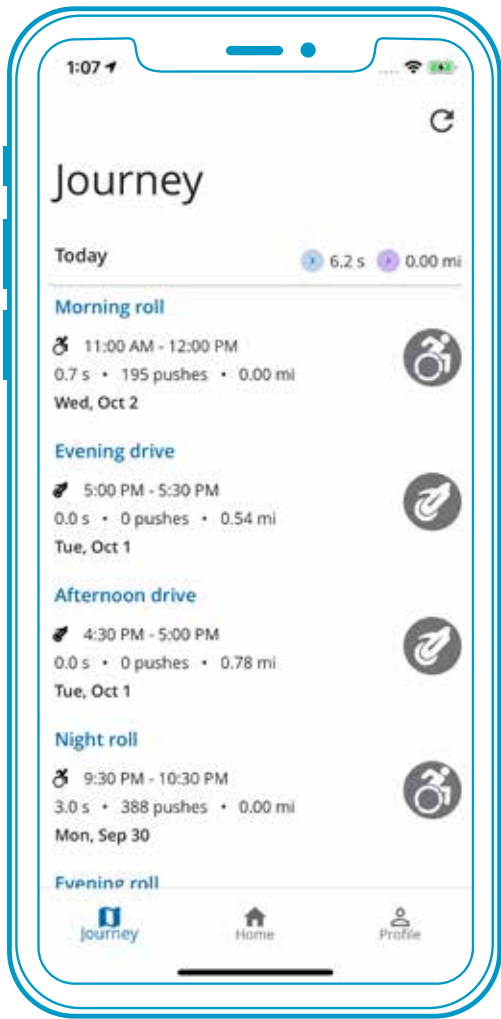 1:07
Journey
Today 6.2 s 0.00 mi
Morning roll
11:00 AM - 12:00 PM
0.7 s • 195 pushes • 0.00 mi
Wed, Oct 2
Evening drive
5:00 PM - 5:30 PM
0.0 s • 0 pushes • 0.54 mi
Tue, Oct 1
Afternoon drive
4:30 PM - 5:00 PM
0.0 s • 0 pushes • 0.78 mi
Tue, Oct 1
Night roll
9:30 PM - 10:30 PM
3.0 s • 388 pushes • 0.00 mi
Mon, Sep 30
Evening roll
Journey Home Profile